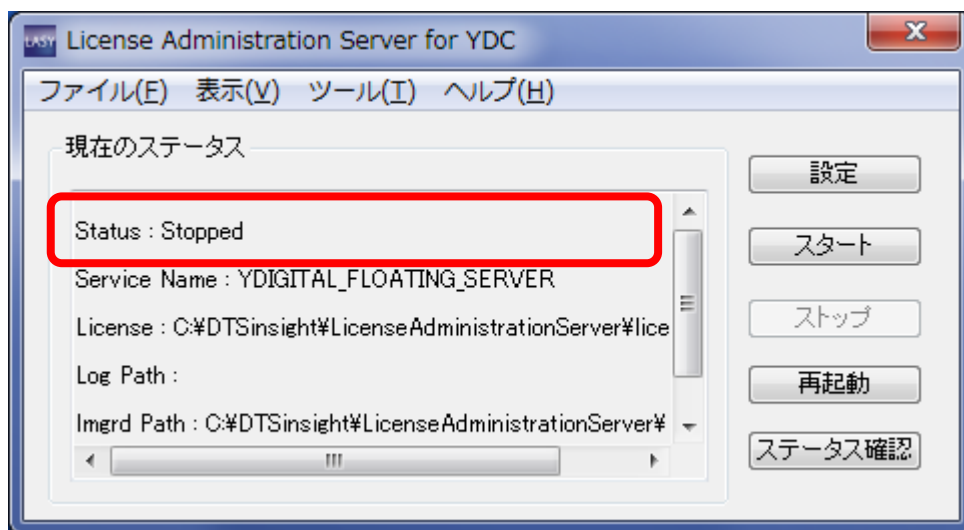 LASY License Administration Server for YDC
ファイル(F) 表示(V) ツール(T) ヘルプ(H)
現在のステータス
Status : Stopped
Service Name : YDIGITAL_FLOATING_SERVER
License : C:¥DTSinsight¥LicenseAdministrationServer¥lice
Log Path :
lmgrd Path : C:¥DTSinsight¥LicenseAdministrationServer¥
設定
スタート
ストップ
再起動
ステータス確認